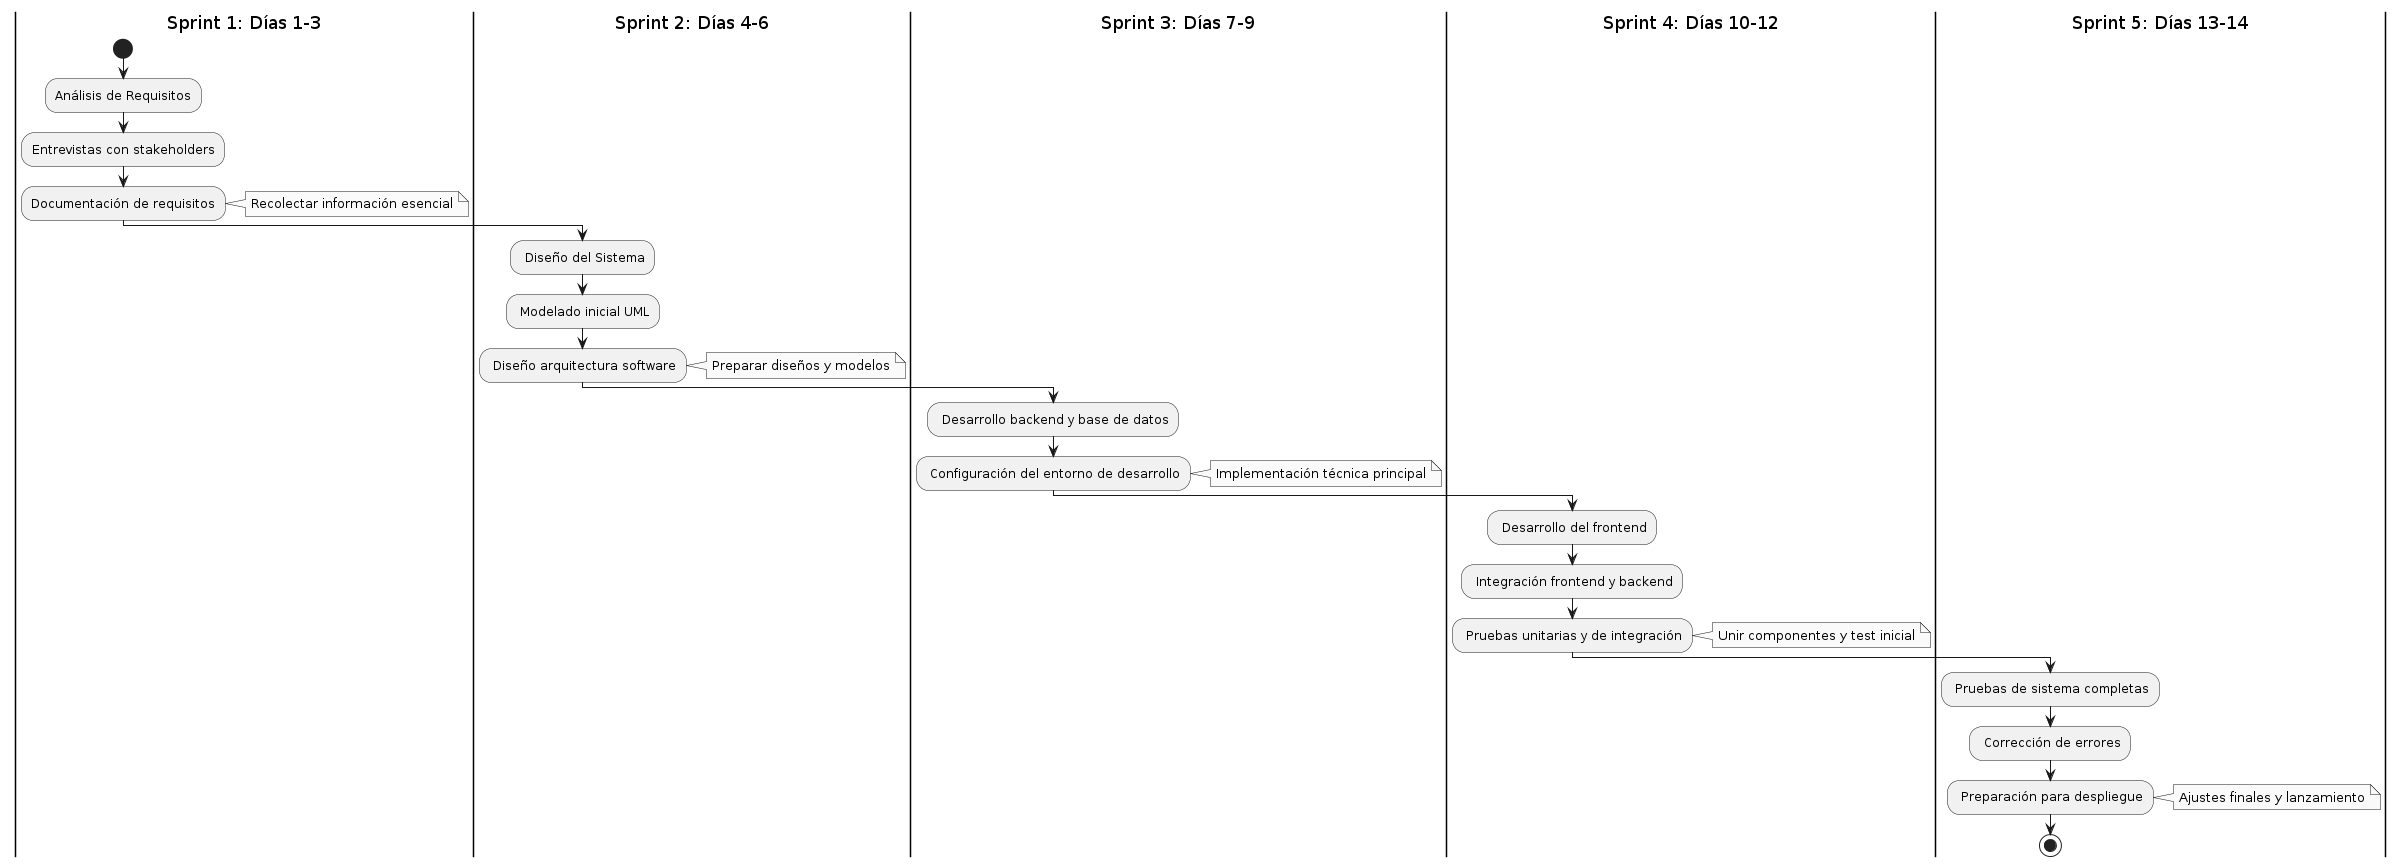 Sprint 1: Días 1-3
Sprint 2: Días 4-6
Sprint 3: Días 7-9
Sprint 4: Días 10-12
Sprint 5: Días 13-14
Análisis de Requisitos
Entrevistas con stakeholders
Documentación de requisitos
Recolectar información esencial
Diseño del Sistema
Modelado inicial UML
Diseño arquitectura software
Preparar diseños y modelos
Desarrollo backend y base de datos
Configuración del entorno de desarrollo
Implementación técnica principal
Desarrollo del frontend
Integración frontend y backend
Pruebas unitarias y de integración
Unir componentes y test inicial
Pruebas de sistema completas
Corrección de errores
Preparación para despliegue
Ajustes finales y lanzamiento